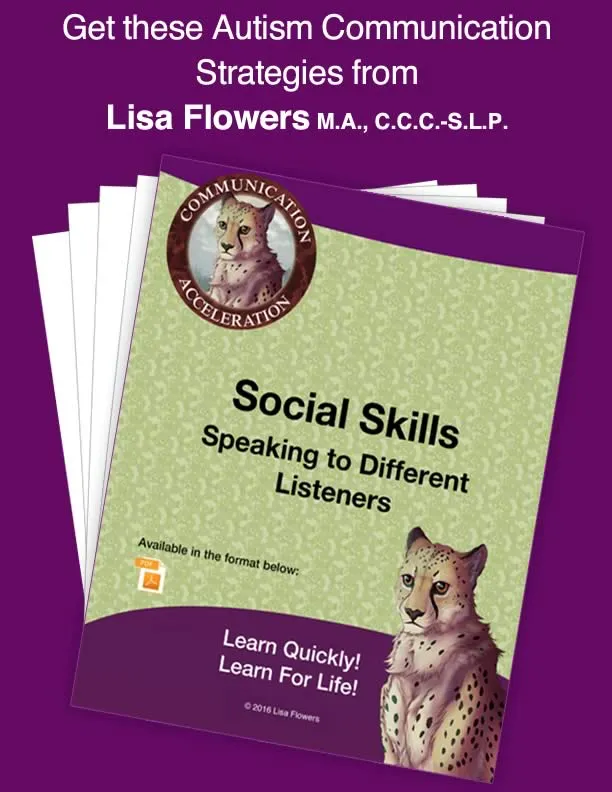 Get these Autism Communication
Strategies from
Lisa Flowers M.A., C.C.C.-S.L.P.
COMMUNICATION
ACCELERATION
Social Skills
Speaking to Different
Listeners
Available in the format below:
PDF
Learn Quickly!
Learn For Life!
© 2016 Lisa Flowers